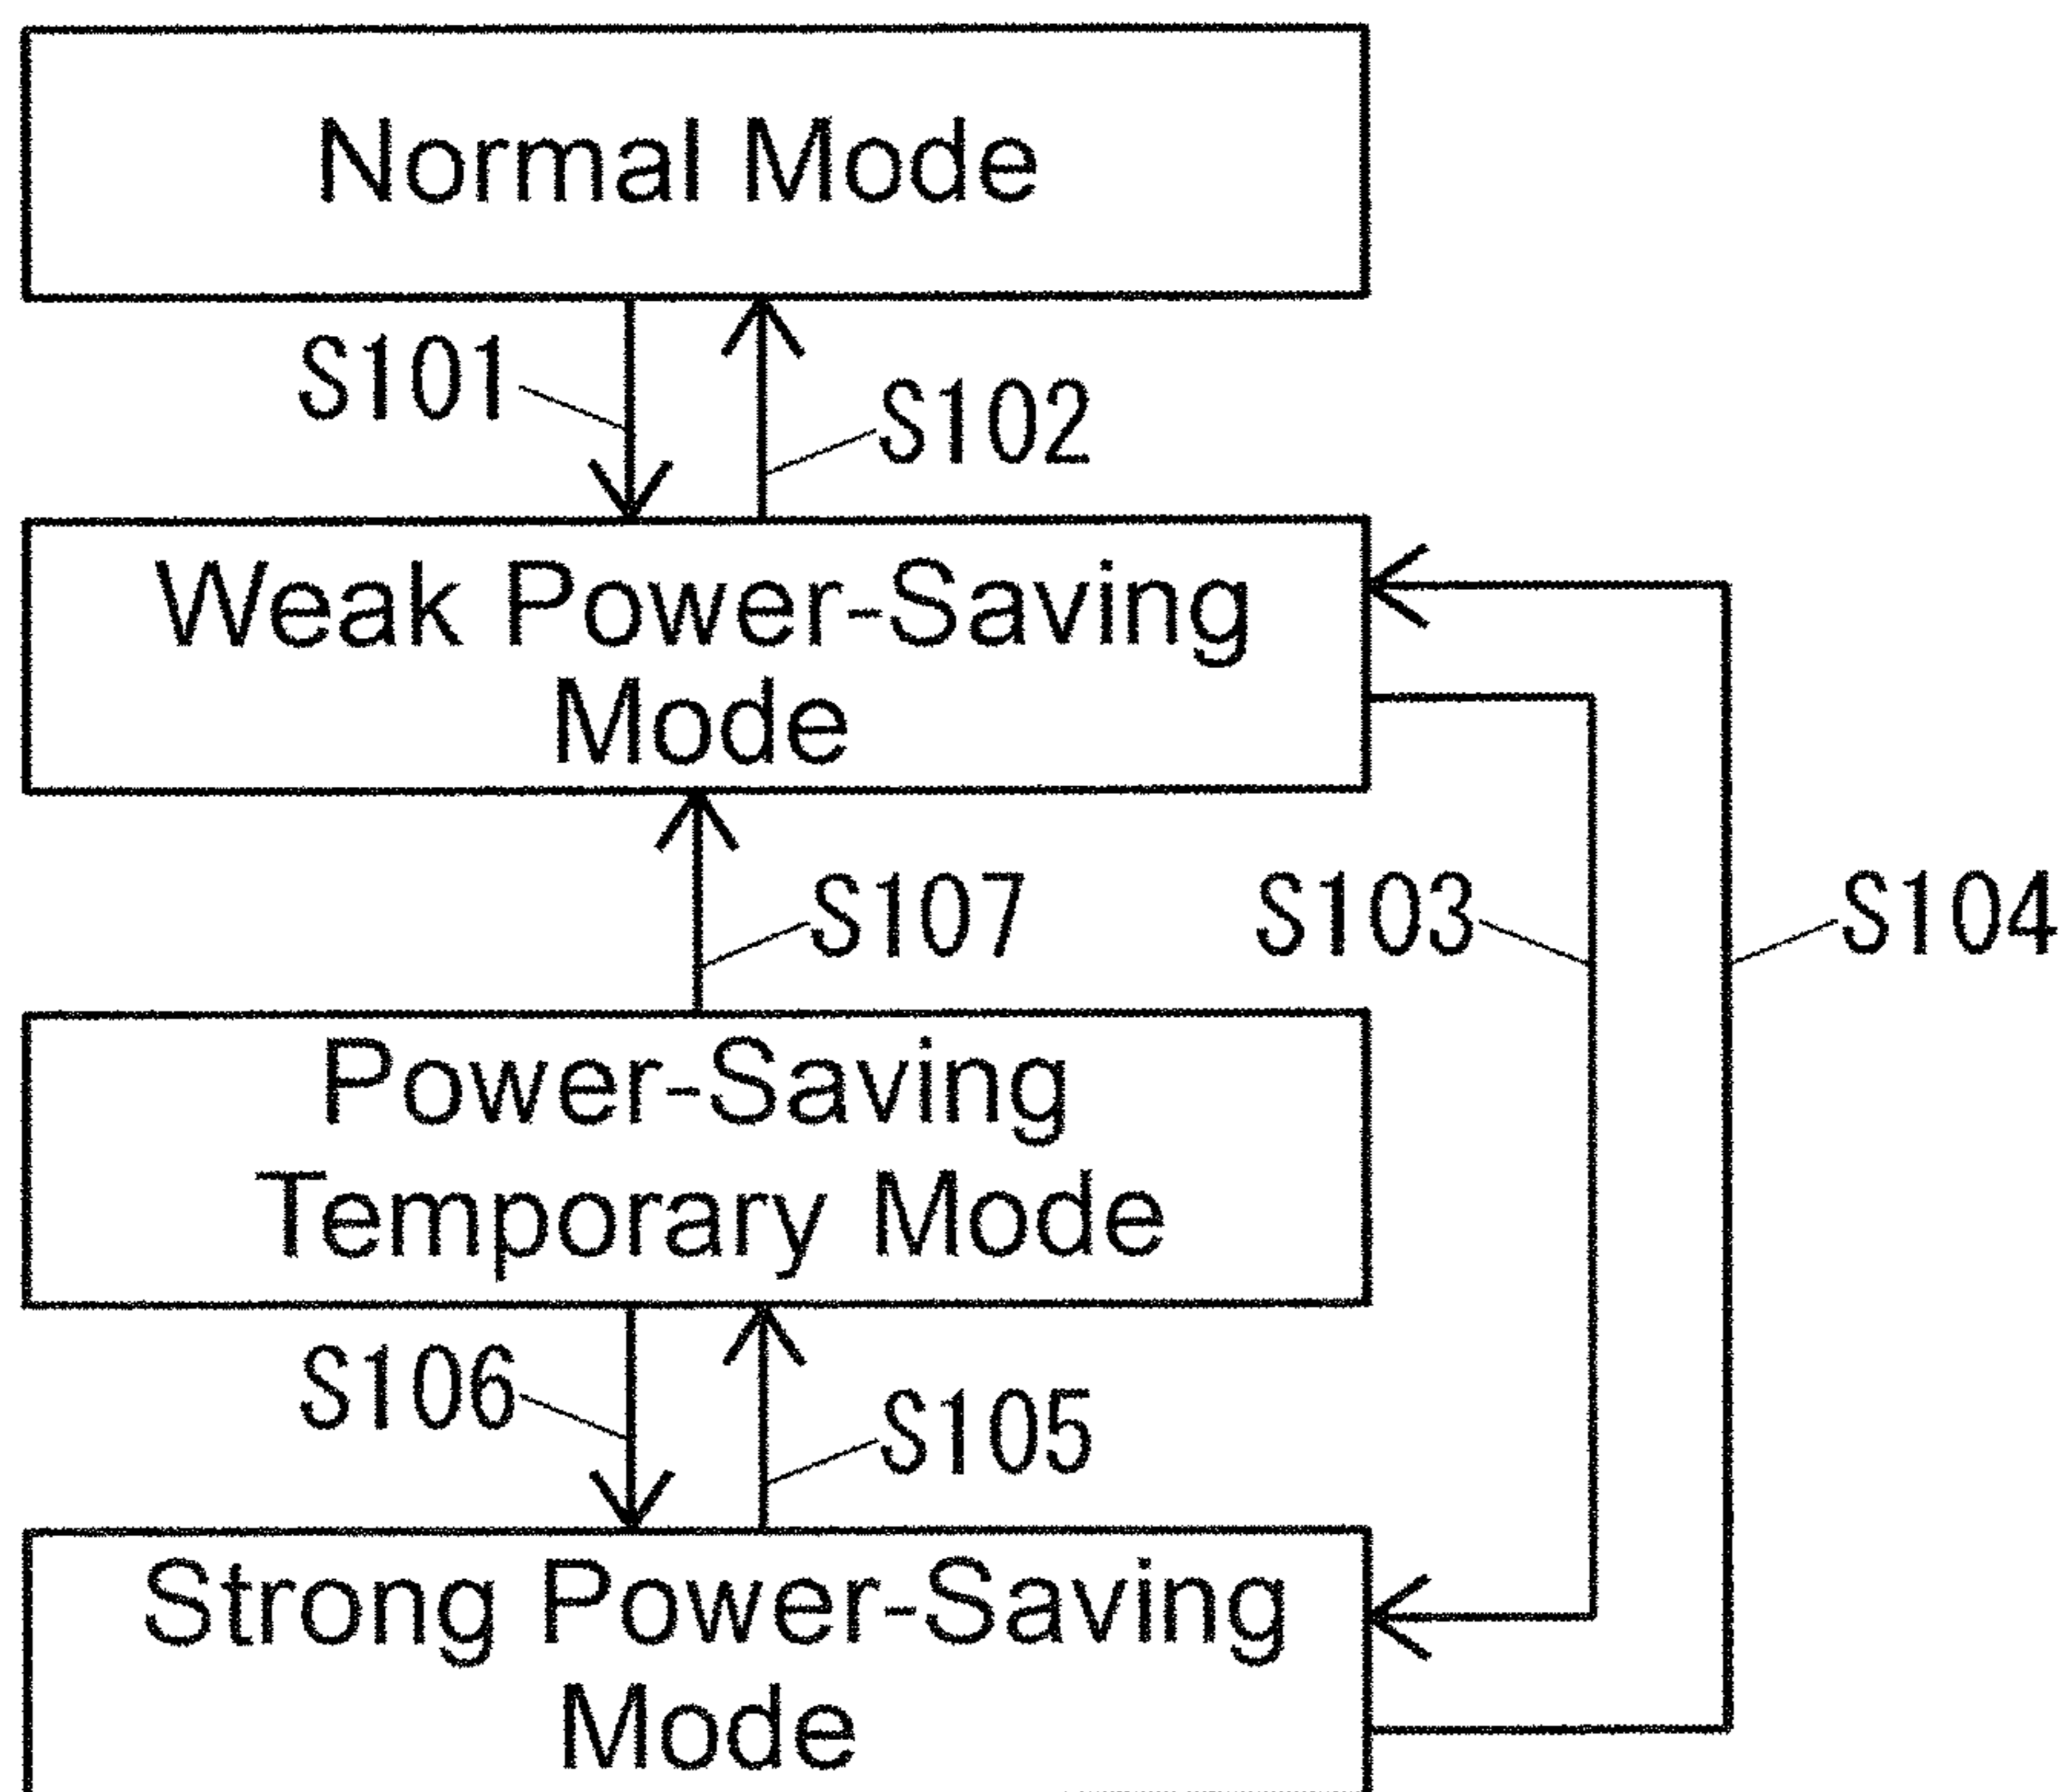 Normal Mode
S101
S102
Weak Power-Saving
Mode
S107
S103
S104
Power-Saving
Temporary Mode
S106
S105
Strong Power-Saving
Mode